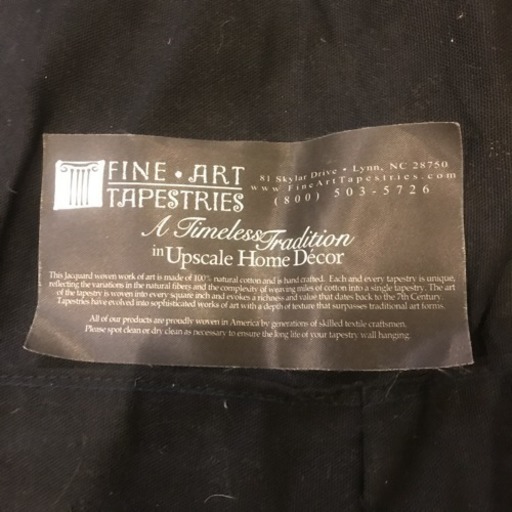 FINE • ART
TAPESTRIES
81 Skylar Drive • Lynn, NC 28750
www.FineArtTapestries.com
(800) 503-5726
A Timeless Tradition
in Upscale Home Décor
This Jacquard woven work of art is made of 100% natural cotton and is hand crafted. Each and every tapestry is unique,
reflecting the variations in the natural fibers and the complexity of weaving miles of cotton into a single tapestry. The art
of the tapestry is woven into every square inch and evokes a richness and value that dates back to the 7th Century.
Tapestries have evolved into sophisticated works of art with a depth of texture that surpasses traditional art forms.
All of our products are proudly woven in America by generations of skilled textile craftsmen.
Please spot clean or dry clean as necessary to ensure the long life of your tapestry wall hanging.